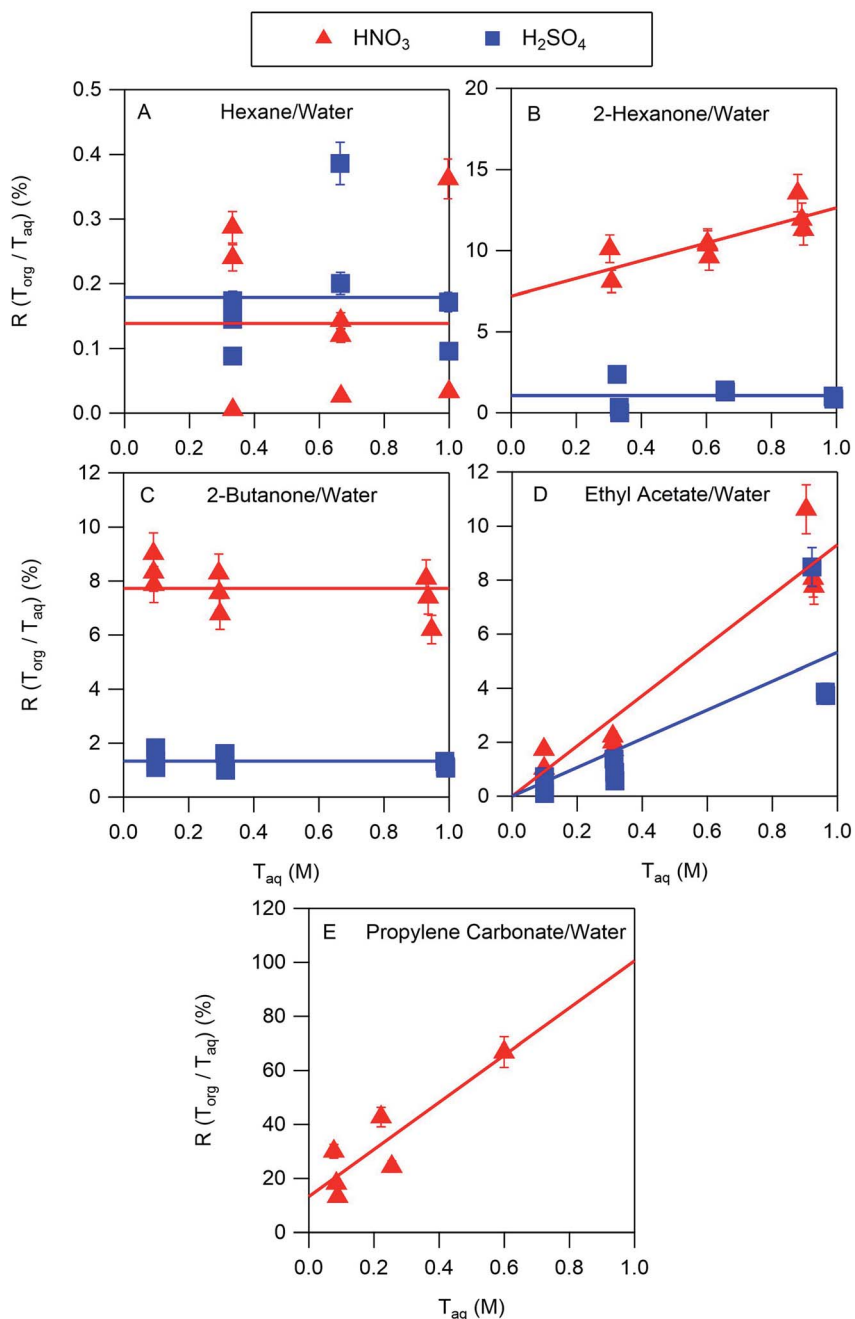 HNO3 H2SO4
A Hexane/Water
R (Torg / Taq) (%)
0.5
0.4
0.3
0.2
0.1
0.0
0.0 0.2 0.4 0.6 0.8 1.0
B 2-Hexanone/Water
20
15
10
5
0
0.0 0.2 0.4 0.6 0.8 1.0
C 2-Butanone/Water
R (Torg / Taq) (%)
12
10
8
6
4
2
0
0.0 0.2 0.4 0.6 0.8 1.0
Taq (M)
D Ethyl Acetate/Water
12
10
8
6
4
2
0
0.0 0.2 0.4 0.6 0.8 1.0
Taq (M)
E Propylene Carbonate/Water
R (Torg / Taq) (%)
120
100
80
60
40
20
0
0.0 0.2 0.4 0.6 0.8 1.0
Taq (M)